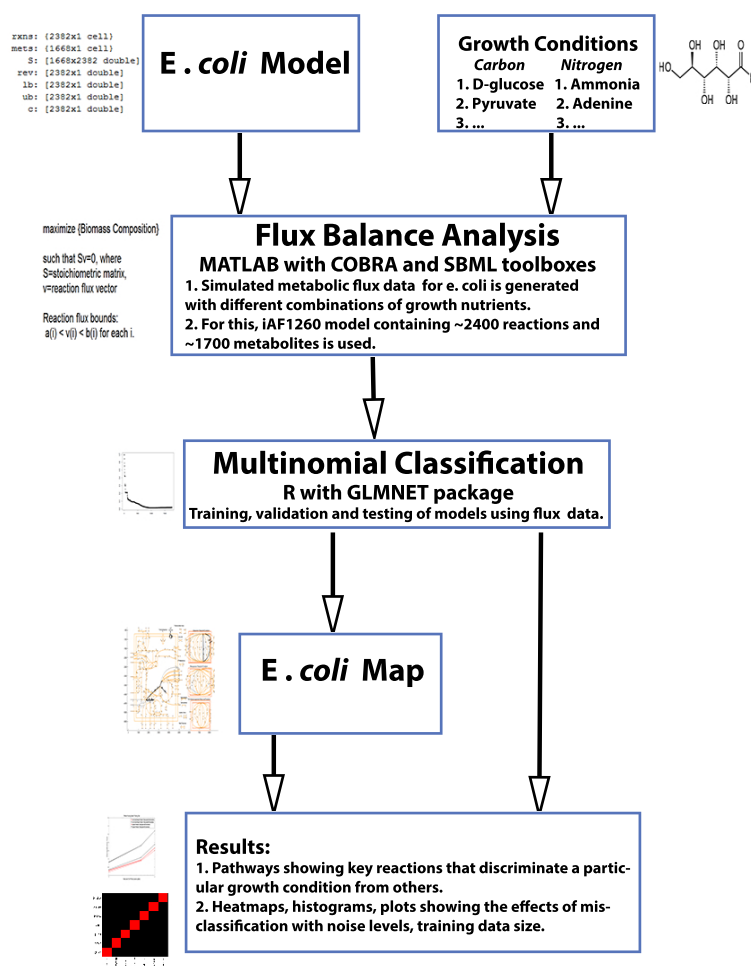 rxns: {2382x1 cell}
mets: {1668x1 cell}
S: [1668x2382 double]
rev: [2382x1 double]
lb: [2382x1 double]
ub: [2382x1 double]
c: [2382x1 double]
E . coli Model
Growth Conditions
Carbon Nitrogen
1. D-glucose 1. Ammonia
2. Pyruvate 2. Adenine
3. ... 3. ...
OH OH O
HO
OH OH
maximize {Biomass Composition}
such that Sv=0, where
S=stoichiometric matrix,
v=reaction flux vector
Reaction flux bounds:
a(i) < v(i) < b(i) for each i.
Flux Balance Analysis
MATLAB with COBRA and SBML toolboxes
1. Simulated metabolic flux data for e. coli is generated
with different combinations of growth nutrients.
2. For this, iAF1260 model containing ~2400 reactions and
~1700 metabolites is used.
Multinomial Classification
R with GLMNET package
Training, validation and testing of models using flux data.
E . coli Map
Results:
1. Pathways showing key reactions that discriminate a partic-
ular growth condition from others.
2. Heatmaps, histograms, plots showing the effects of mis-
classification with noise levels, training data size.